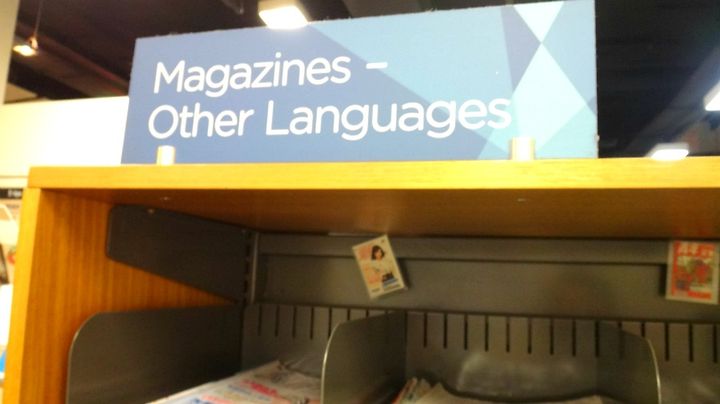 Magazines –
Other Languages